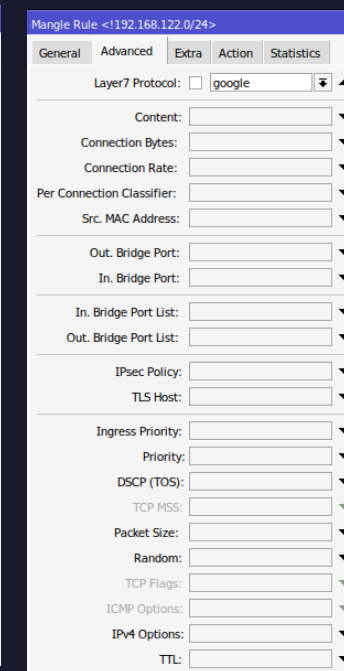 Mangle Rule <!192.168.122.0/24>
General Advanced Extra Action Statistics
Layer7 Protocol: google
Content:
Connection Bytes:
Connection Rate:
Per Connection Classifier:
Src. MAC Address:
Out. Bridge Port:
In. Bridge Port:
In. Bridge Port List:
Out. Bridge Port List:
IPsec Policy:
TLS Host:
Ingress Priority:
Priority:
DSCP (TOS):
TCP MSS:
Packet Size:
Random:
TCP Flags:
ICMP Options:
IPv4 Options:
TTL: